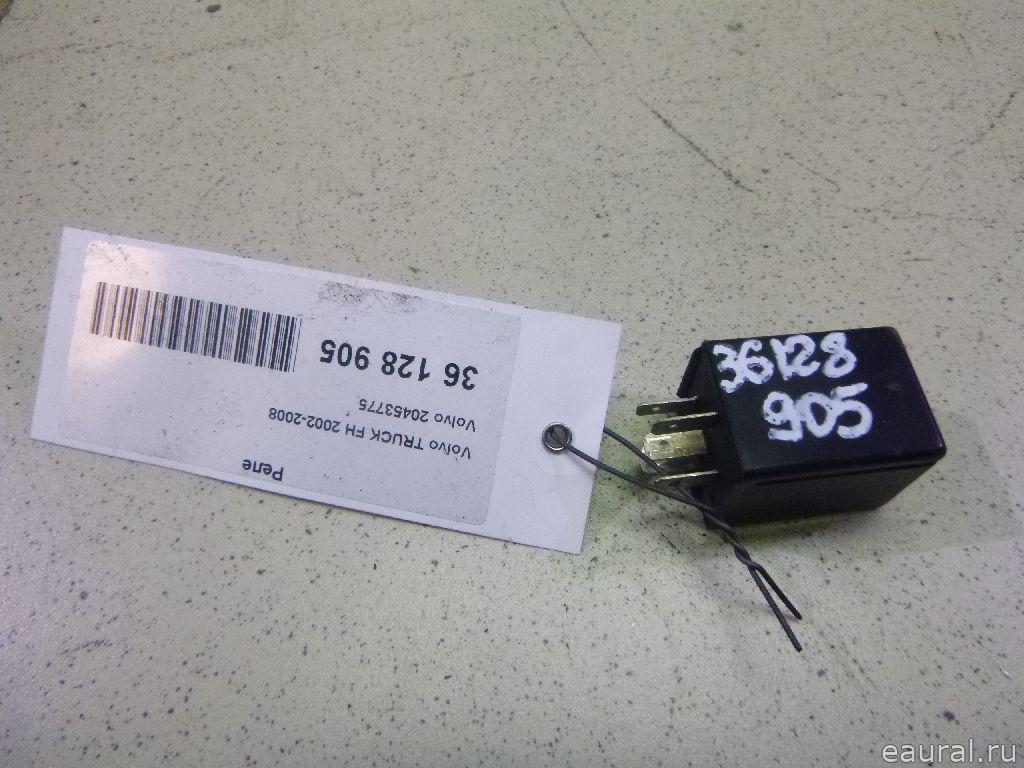 Реле
Volvo TRUCK FH 2002-2008
Volvo 20453775
36 128 905
36128
905
eaural.ru